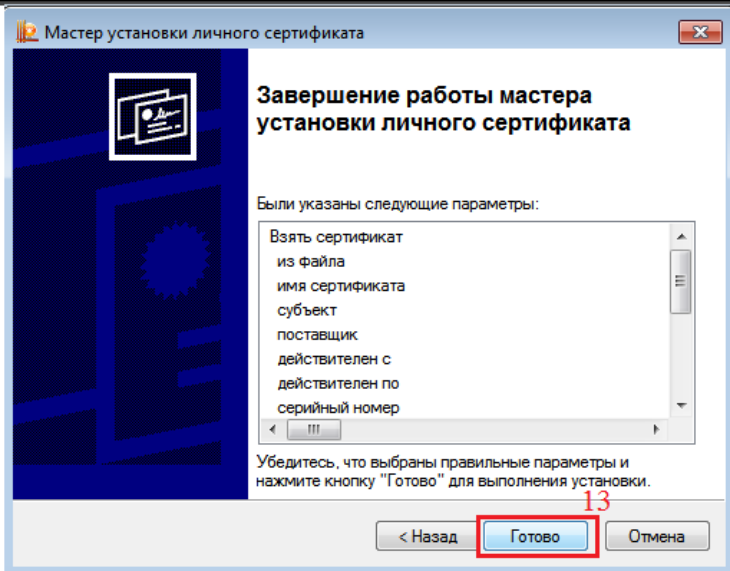 Мастер установки личного сертификата
Завершение работы мастера
установки личного сертификата
Были указаны следующие параметры:
Взять сертификат
из файла
имя сертификата
субъект
поставщик
действителен с
действителен по
серийный номер
Убедитесь, что выбраны правильные параметры и
нажмите кнопку "Готово" для выполнения установки.
13
< Назад Готово Отмена